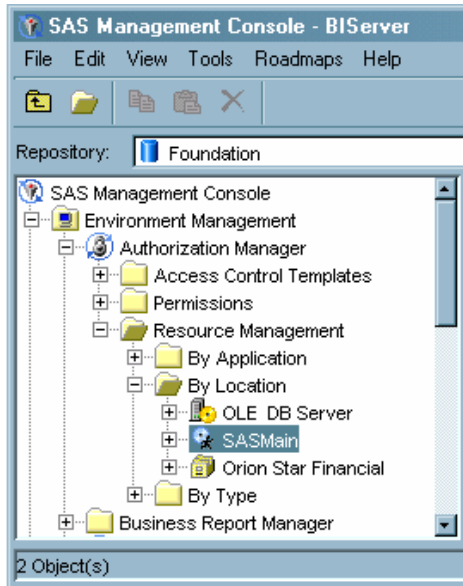 SAS Management Console - BIServer
File Edit View Tools Roadmaps Help
Repository: Foundation
SAS Management Console
Environment Management
Authorization Manager
Access Control Templates
Permissions
Resource Management
By Application
By Location
OLE DB Server
SASMain
Orion Star Financial
By Type
Business Report Manager
2 Object(s)